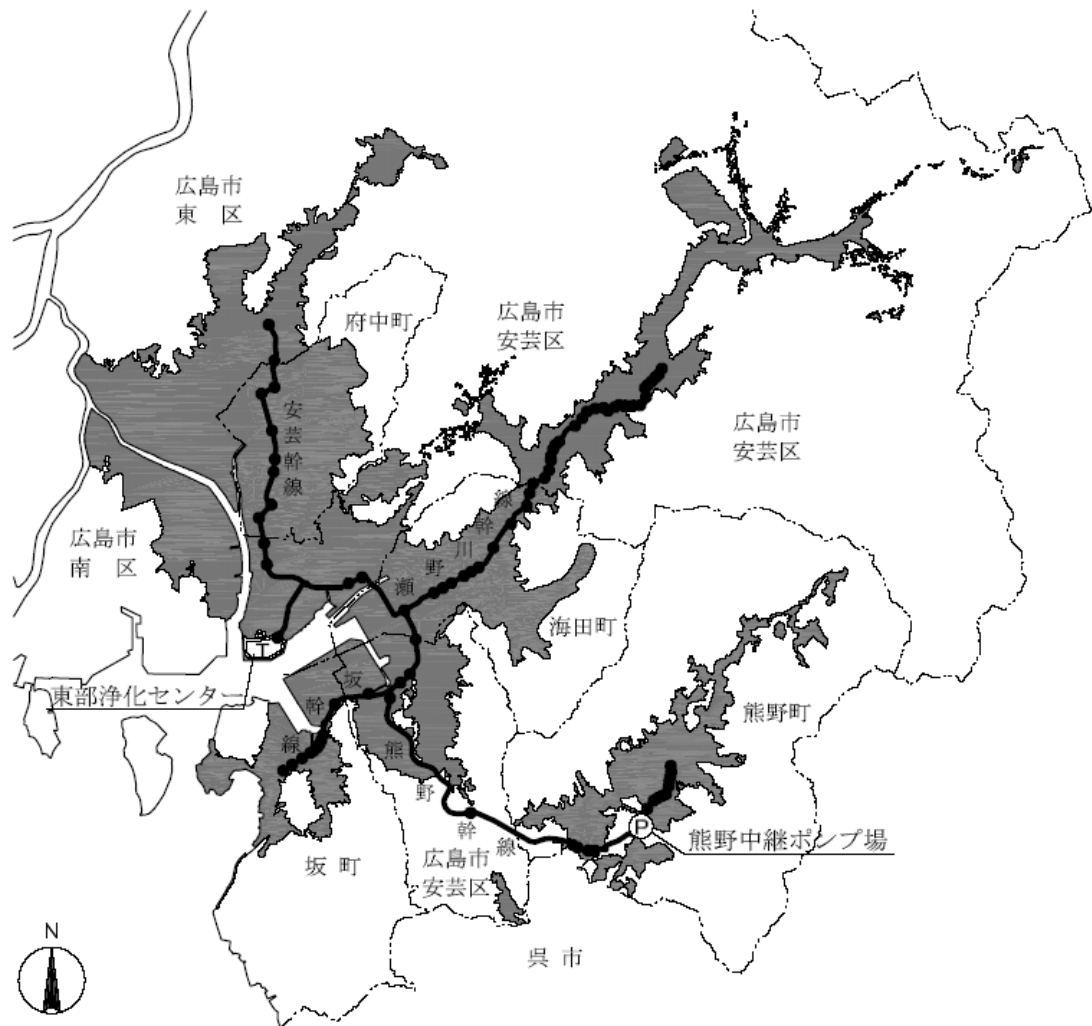 広島市
東 区
府中町
広島市
安芸区
広島市
安芸区
安芸幹線
瀬野川幹線
広島市
南 区
海田町
T
東部浄化センター
坂幹線
熊野町
熊野幹線
P
熊野中継ポンプ場
坂 町
広島市
安芸区
呉 市
N